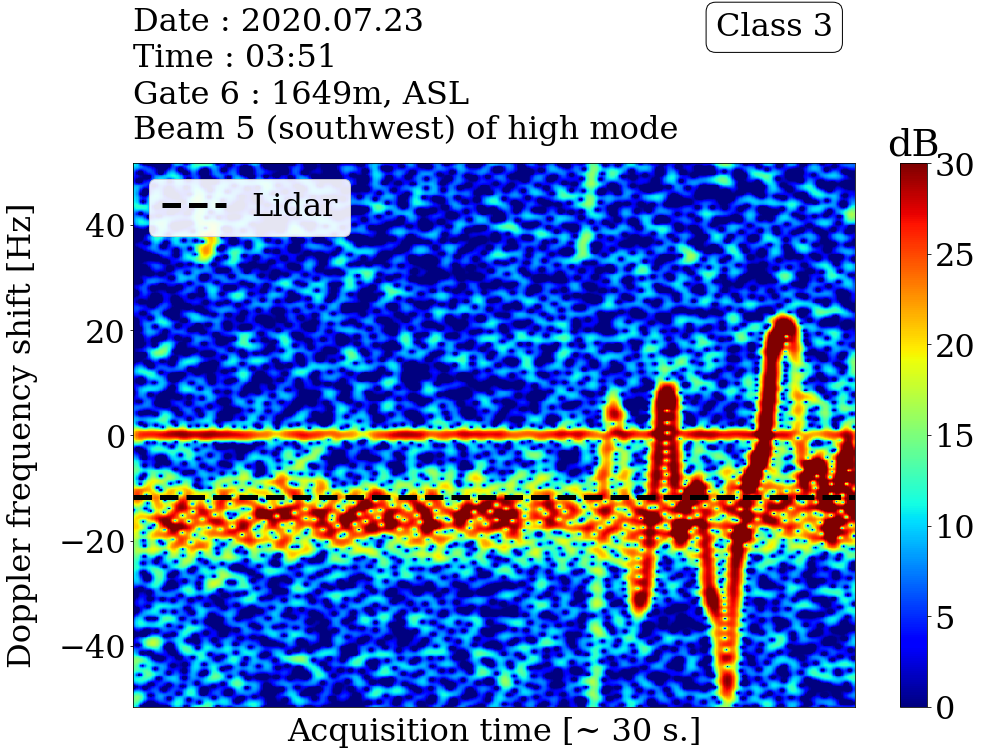 Date : 2020.07.23
Time : 03:51
Gate 6 : 1649m, ASL
Beam 5 (southwest) of high mode
Class 3
Lidar
Doppler frequency shift [Hz]
40
20
0
−20
−40
Acquisition time [~ 30 s.]
dB
30
25
20
15
10
5
0